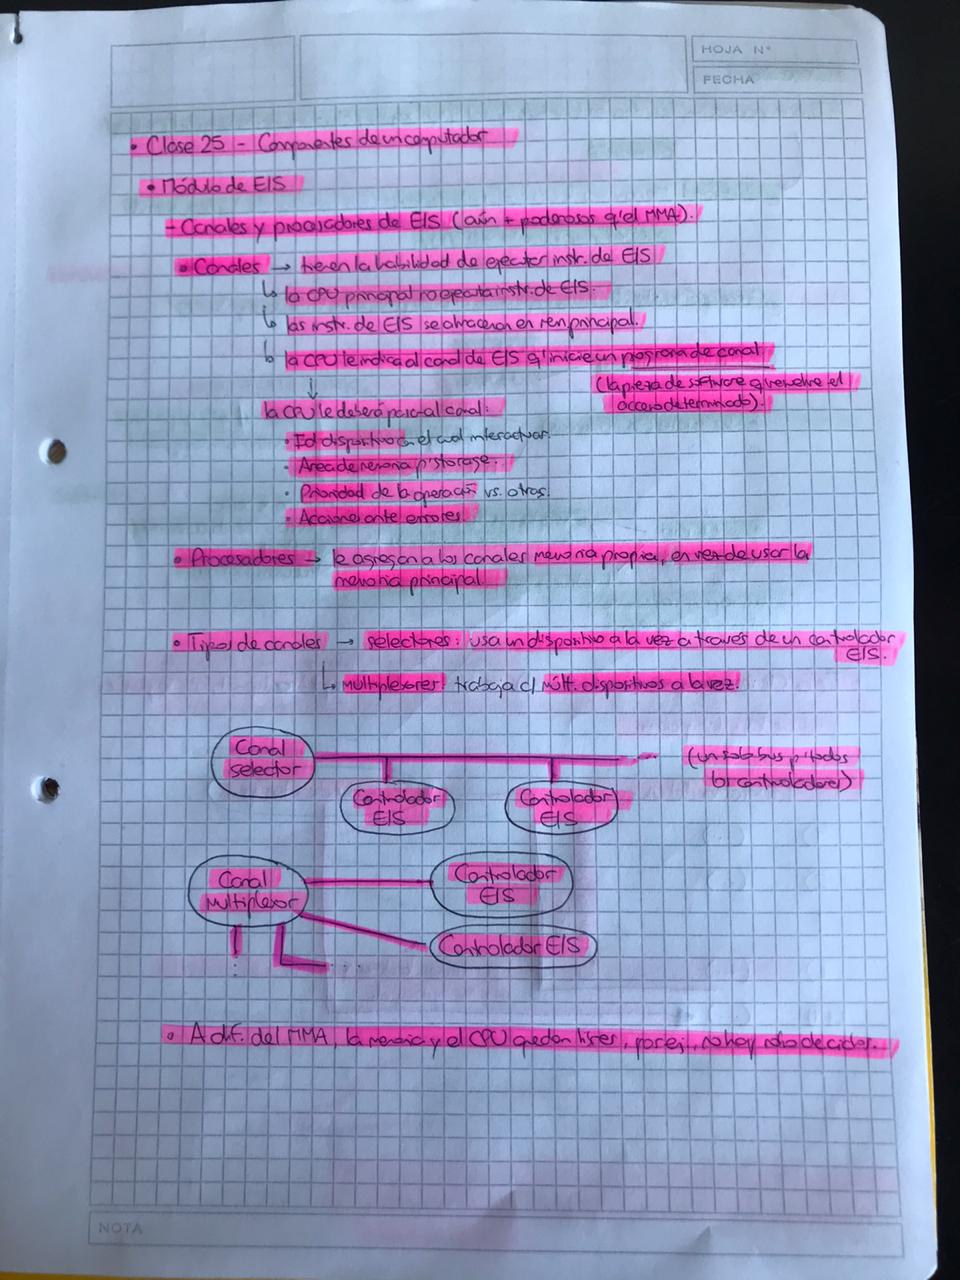 HOJA N°
FECHA
• Clase 25 - Componentes de un computador
• Módulo de E/S
- Canales y procesadores de E/S (aún + poderosos q' el MMA).
• Canales → tienen la habilidad de ejecutar instr. de E/S
↳ la CPU principal no ejecuta instr. de E/S.
↳ las instr. de E/S se almacenan en mem principal.
↳ la CPU le indica al canal de E/S q' inicie un programa de canal
(la pieza de software q' resuelve el
acceso determinado).
↓
la CPU le deberá pasar al canal:
• Id dispositivo con el cual interactuar.
• Area de memoria p' storage.
• Prioridad de la operación vs. otras.
• Acciones ante errores.
• Procesadores → le agregan a los canales memoria propia, en vez de usar la
memoria principal.
• Tipos de canales → selectores: usa un dispositivo a la vez a través de un controlador
E/S.
↳ Multiplexores: trabaja c/ múlt. dispositivos a la vez.
Canal
selector
(un solo bus p' todos
los controladores)
Controlador
E/S
Controlador
E/S
Canal
Multiplexor
Controlador
E/S
Controlador E/S
• A dif. del MMA, la memoria y el CPU quedan libres, por ej, no hay robo de ciclos.
NOTA